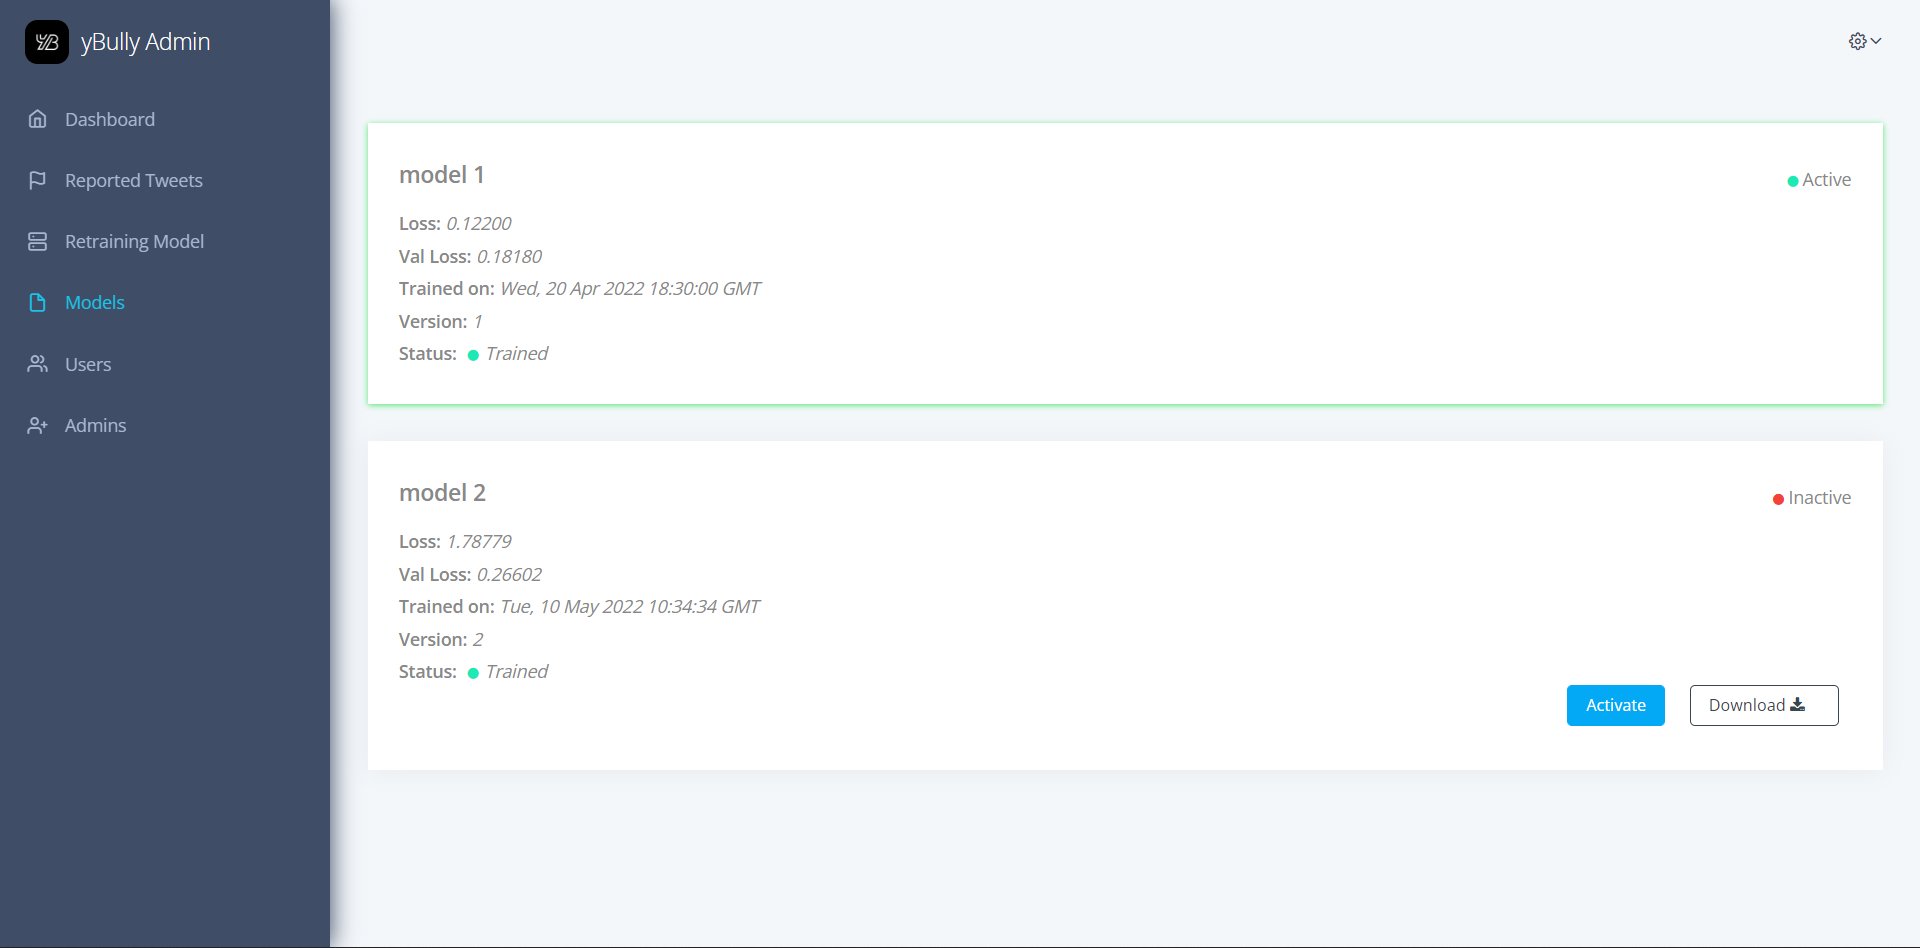 yBully Admin
Dashboard
Reported Tweets
Retraining Model
Models
Users
Admins
model 1
Active
Loss: 0.12200
Val Loss: 0.18180
Trained on: Wed, 20 Apr 2022 18:30:00 GMT
Version: 1
Status: Trained
model 2
Inactive
Loss: 1.78779
Val Loss: 0.26602
Trained on: Tue, 10 May 2022 10:34:34 GMT
Version: 2
Status: Trained
Activate
Download